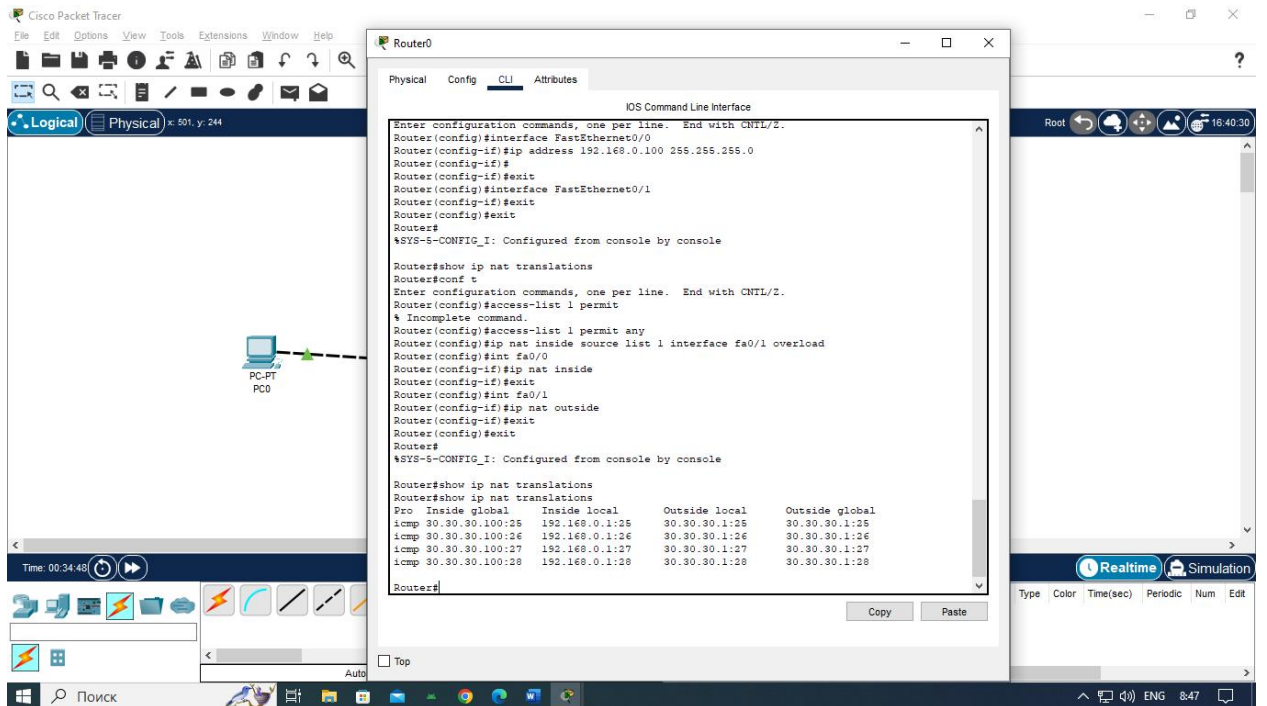 Cisco Packet Tracer
File Edit Options View Tools Extensions Window Help
Logical Physical x: 501, y: 244
Root 16:40:30
Router0
Physical Config CLI Attributes
IOS Command Line Interface
Enter configuration commands, one per line. End with CNTL/Z.
Router(config)#interface FastEthernet0/0
Router(config-if)#ip address 192.168.0.100 255.255.255.0
Router(config-if)#
Router(config-if)#exit
Router(config)#interface FastEthernet0/1
Router(config-if)#exit
Router(config)#exit
Router#
%SYS-5-CONFIG_I: Configured from console by console
Router#show ip nat translations
Router#conf t
Enter configuration commands, one per line. End with CNTL/Z.
Router(config)#access-list 1 permit
% Incomplete command.
Router(config)#access-list 1 permit any
Router(config)#ip nat inside source list 1 interface fa0/1 overload
Router(config)#int fa0/0
Router(config-if)#ip nat inside
Router(config-if)#exit
Router(config)#int fa0/1
Router(config-if)#ip nat outside
Router(config-if)#exit
Router(config)#exit
Router#
%SYS-5-CONFIG_I: Configured from console by console
Router#show ip nat translations
Router#show ip nat translations
Pro Inside global Inside local Outside local Outside global
icmp 30.30.30.100:25 192.168.0.1:25 30.30.30.1:25 30.30.30.1:25
icmp 30.30.30.100:26 192.168.0.1:26 30.30.30.1:26 30.30.30.1:26
icmp 30.30.30.100:27 192.168.0.1:27 30.30.30.1:27 30.30.30.1:27
icmp 30.30.30.100:28 192.168.0.1:28 30.30.30.1:28 30.30.30.1:28
Router#
Copy Paste
Top
PC-PT
PC0
Time: 00:34:48
Realtime Simulation
Type Color Time(sec) Periodic Num Edit
Auto
Поиск
ENG 8:47